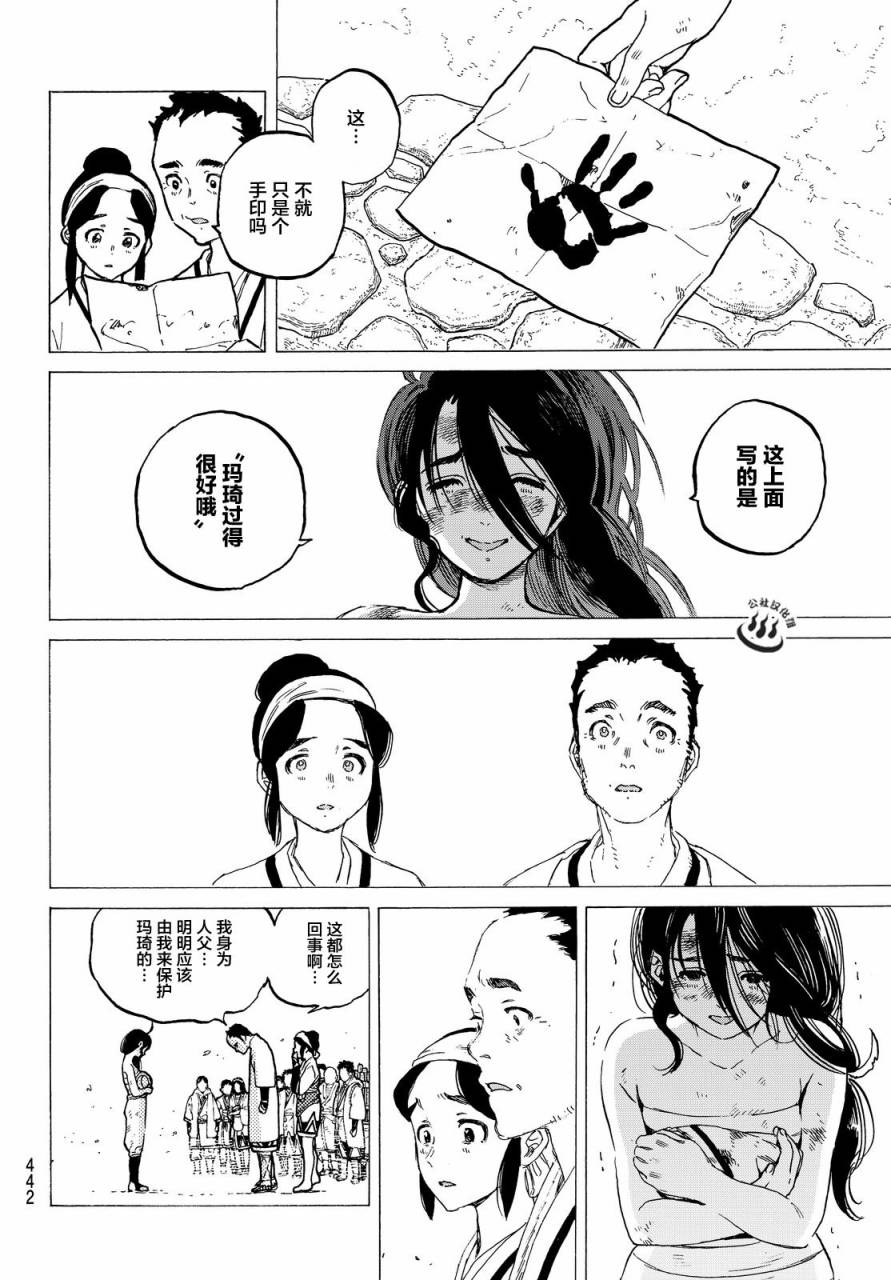 这…
不就
只是个
手印吗
这上面
写的是
“玛琦过得
很好哦”
公社汉化组
这都怎么
回事啊…
我身为
人父…
明明应该
由我来保护
玛琦的…
442